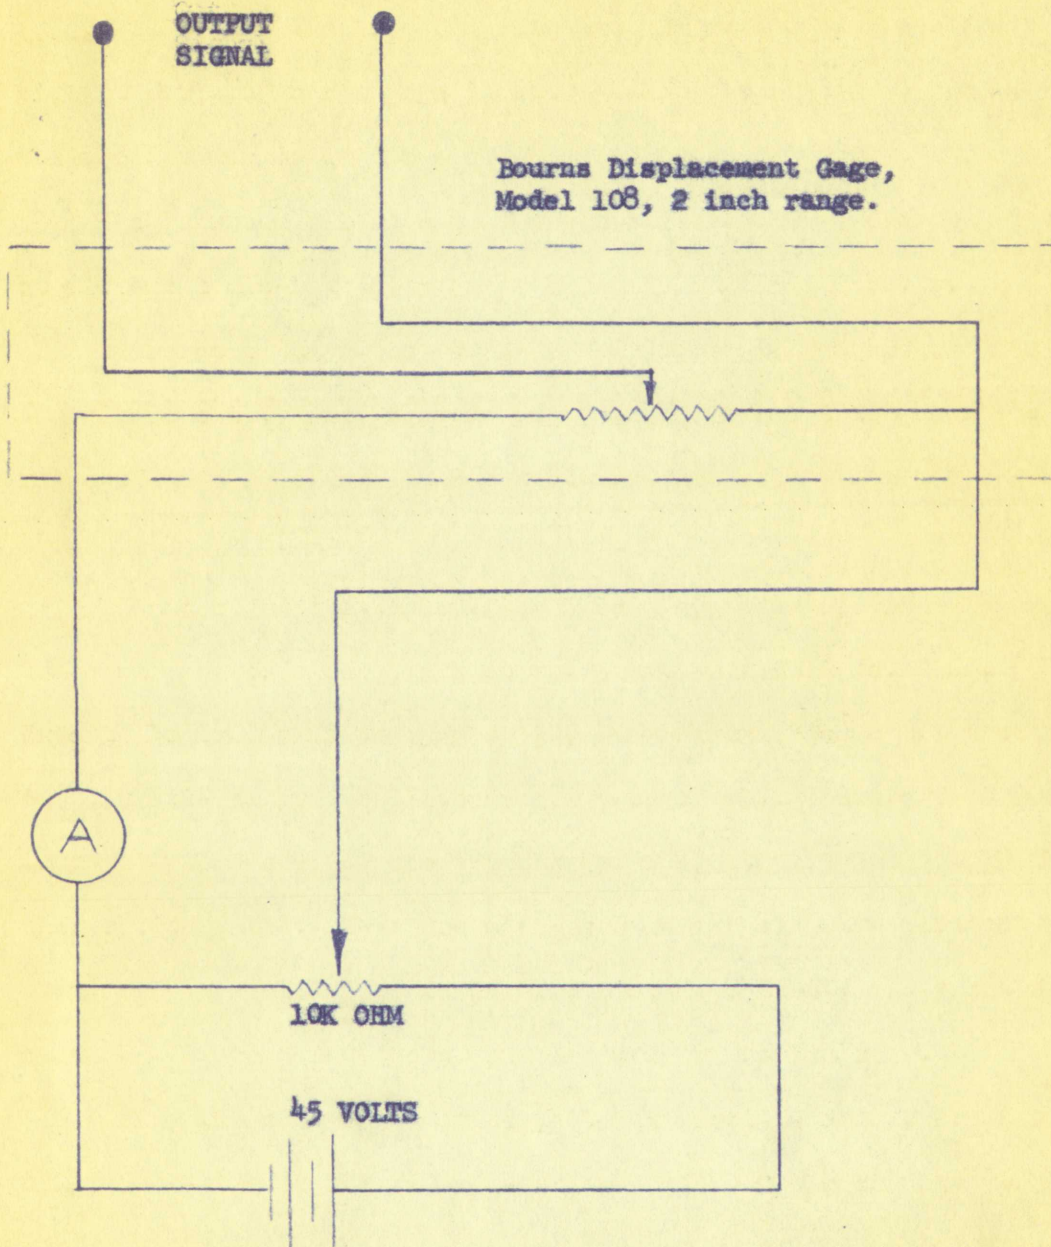 OUTPUT
SIGNAL
Bourns Displacement Gage,
Model 108, 2 inch range.
A
10K OHM
45 VOLTS